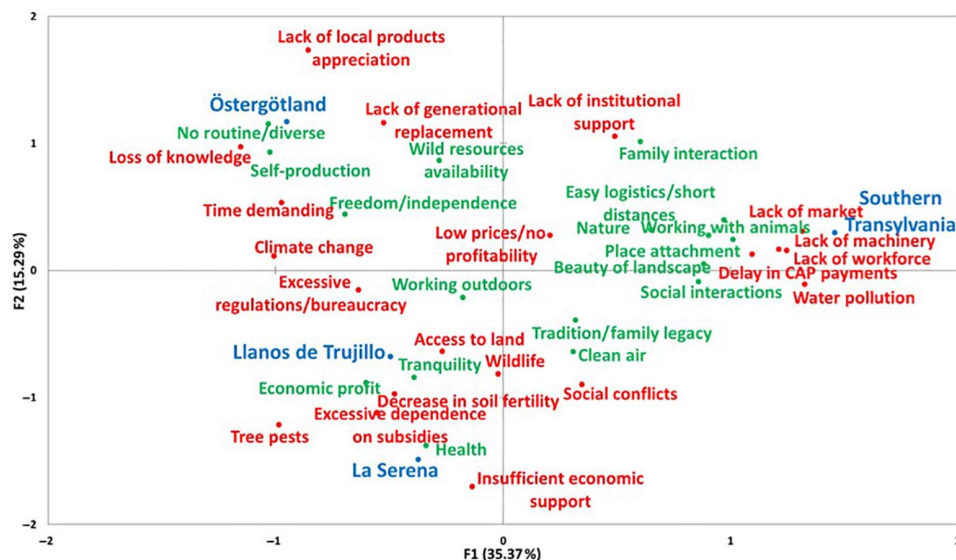 2
Lack of local products
appreciation
Östergötland
Lack of generational
replacement
Lack of institutional
support
No routine/diverse
1
Loss of knowledge
Wild resources
availability
Family interaction
Self-production
Easy logistics/short
distances
Southern
Transylvania
Freedom/independence
Time demanding
Lack of market
Nature
Working with animals
Low prices/no
profitability
Climate change
Lack of machinery
Place attachment
Lack of workforce
Beauty of landscape
Delay in CAP payments
0
Excessive
regulations/bureaucracy
Working outdoors
Social interactions
Water pollution
Tradition/family legacy
Access to land
Llanos de Trujillo
Clean air
Wildlife
Tranquility
Economic profit
Social conflicts
−1
Decrease in soil fertility
Excessive dependence
on subsidies
Tree pests
Health
La Serena
Insufficient economic
support
−2
−2
−1
0
1
F1 (35.37%)
F2 (15.29%)